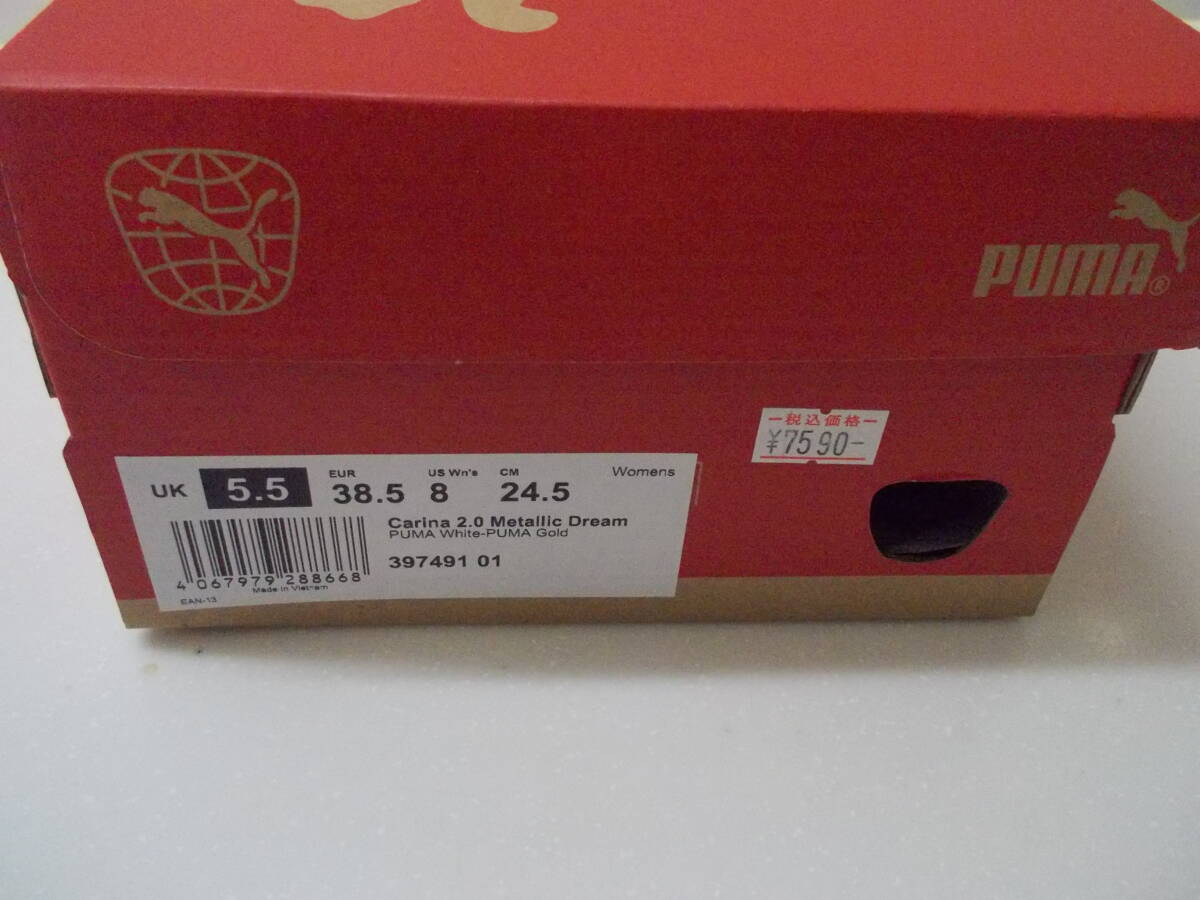 PUMA®
税込価格
¥7590-
UK 5.5 EUR 38.5 US Wn's 8 CM 24.5 Womens
Carina 2.0 Metallic Dream
PUMA White-PUMA Gold
397491 01
4 067979 288668
Made in Vietnam
EAN-13